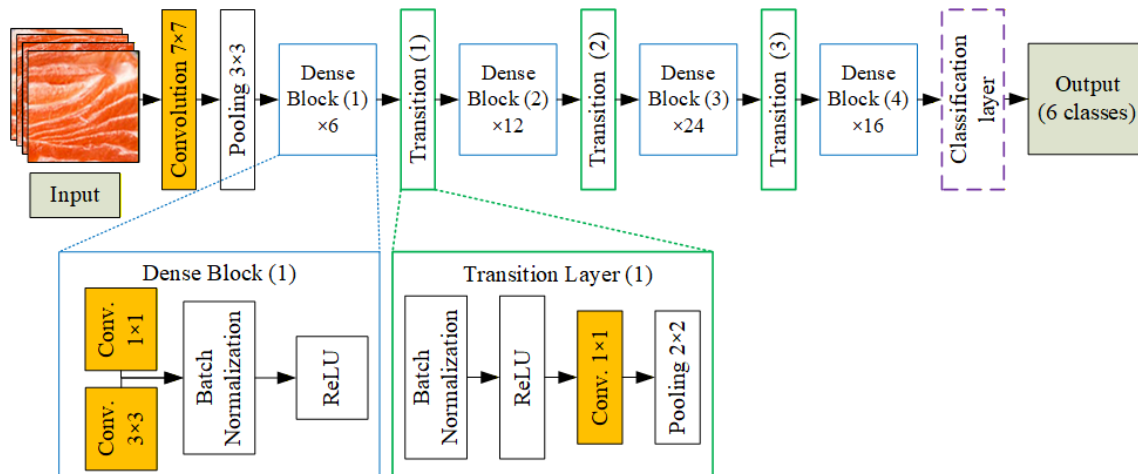 Input
Convolution 7×7
Pooling 3×3
Dense
Block (1)
×6
Transition (1)
Dense
Block (2)
×12
Transition (2)
Dense
Block (3)
×24
Transition (3)
Dense
Block (4)
×16
Classification
layer
Output
(6 classes)
Dense Block (1)
Conv.
1×1
Conv.
3×3
Batch
Normalization
ReLU
Transition Layer (1)
Batch
Normalization
ReLU
Conv. 1×1
Pooling 2×2